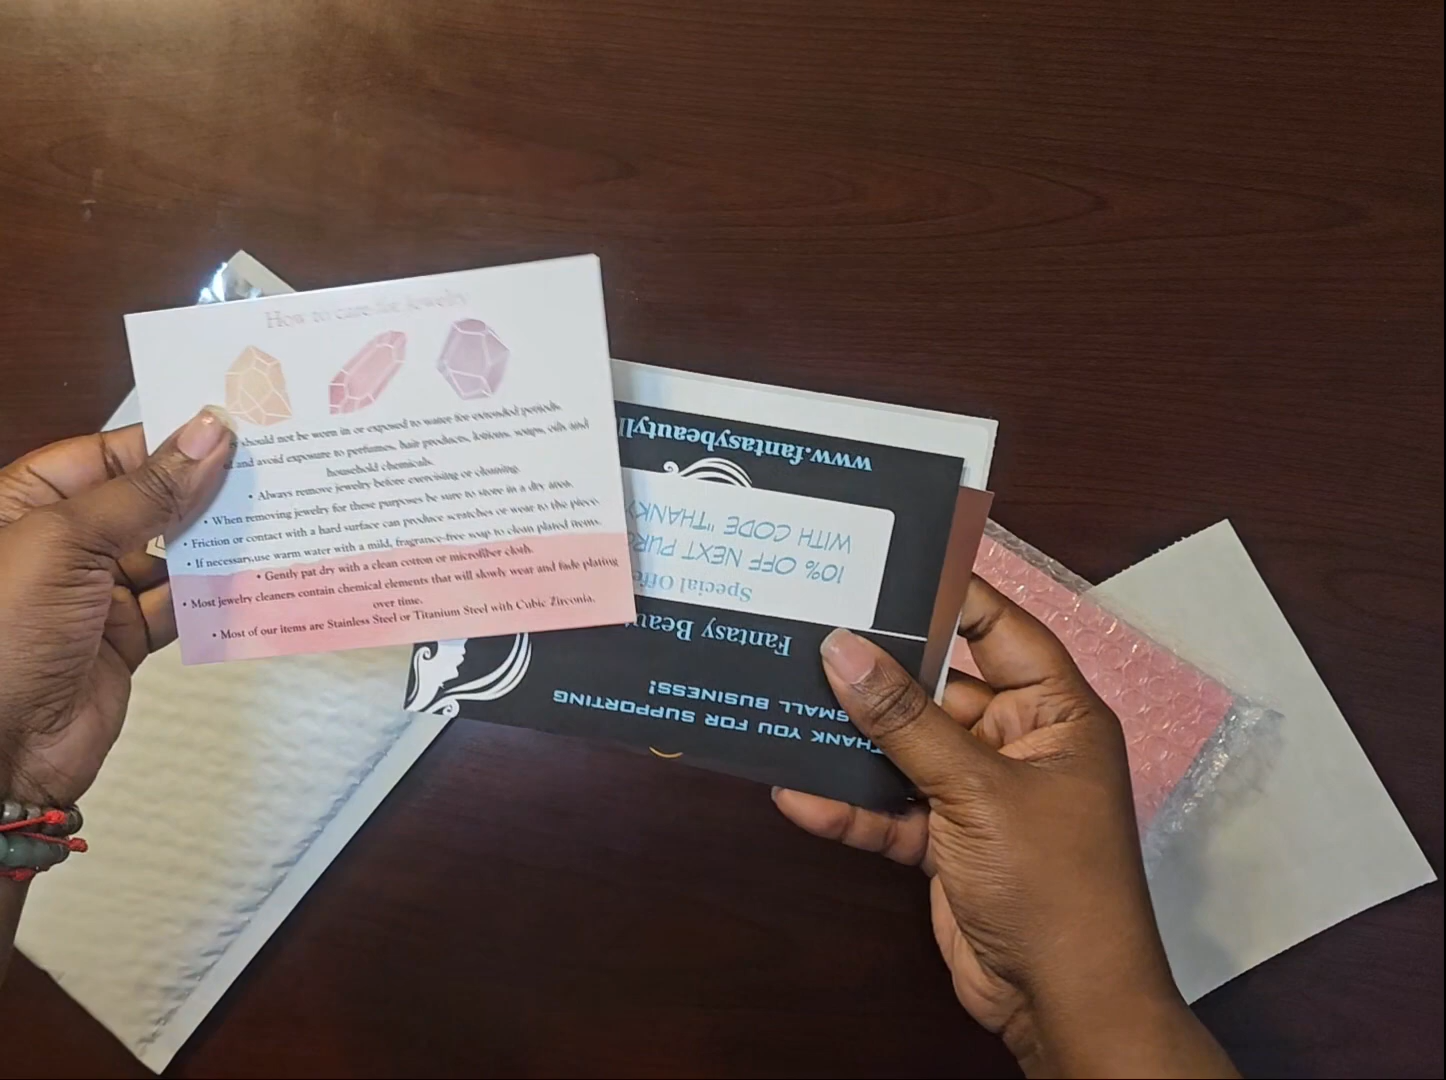 How to care for Jewelry
should not be worn in or exposed to water for extended periods.
and avoid exposure to perfumes, hair produces, lotions, soaps, oils and
household chemicals.
• Always remove jewelry before exercising or cleaning.
• When removing jewelry for these purposes be sure to store in a dry area.
• Friction or contact with a hard surface can produce scratches or wear to the piece.
• If necessary,use warm water with a mild, fragrance-free soap to clean plated items.
• Gently pat dry with a clean cotton or microfiber cloth.
• Most jewelry cleaners contain chemical elements that will slowly wear and fade plating
over time.
• Most of our items are Stainless Steel or Titanium Steel with Cubic Zirconia.
THANK YOU FOR SUPPORTING
SMALL BUSINESS!
Fantasy
Special
10% OFF NEXT
WITH CODE
www.fantasybeautyll